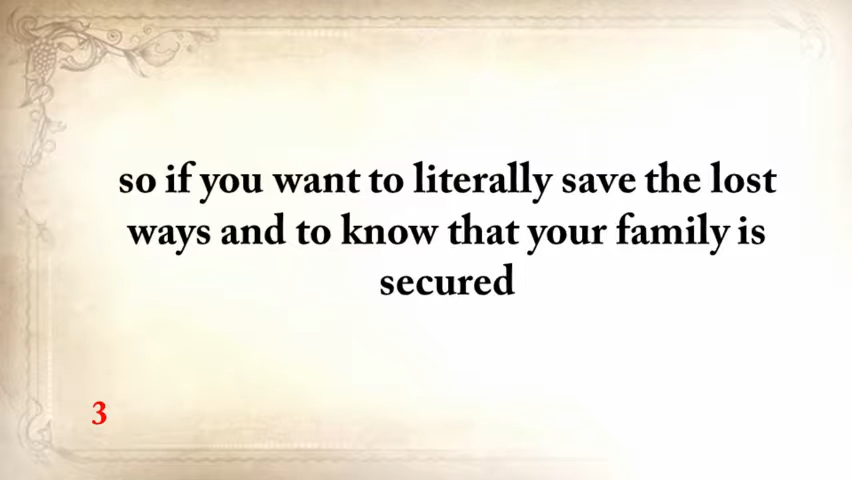 so if you want to literally save the lost
ways and to know that your family is
secured
3